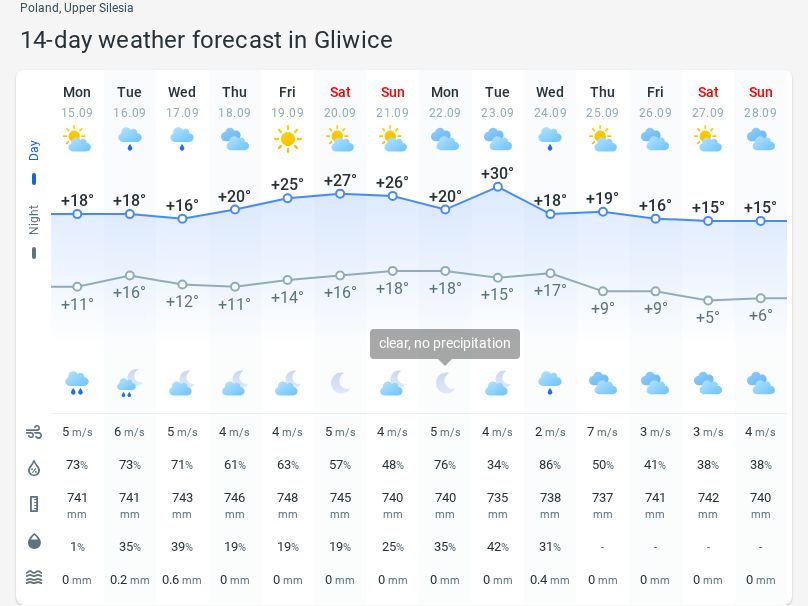 Poland, Upper Silesia
14-day weather forecast in Gliwice
Mon Tue Wed Thu Fri Sat Sun Mon Tue Wed Thu Fri Sat Sun
15.09 16.09 17.09 18.09 19.09 20.09 21.09 22.09 23.09 24.09 25.09 26.09 27.09 28.09
Day
+18° +18° +16° +20° +25° +27° +26° +20° +30° +18° +19° +16° +15° +15°
Night
+11° +16° +12° +11° +14° +16° +18° +18° +15° +17° +9° +9° +5° +6°
clear, no precipitation
5 m/s 6 m/s 5 m/s 4 m/s 4 m/s 5 m/s 4 m/s 5 m/s 4 m/s 2 m/s 7 m/s 3 m/s 3 m/s 4 m/s
73% 73% 71% 61% 63% 57% 48% 76% 34% 86% 50% 41% 38% 38%
741 741 743 746 748 745 740 740 735 738 737 741 742 740
mm mm mm mm mm mm mm mm mm mm mm mm mm mm
1% 35% 39% 19% 19% 19% 25% 35% 42% 31% - - - -
0 mm 0.2 mm 0.6 mm 0 mm 0 mm 0 mm 0 mm 0 mm 0 mm 0.4 mm 0 mm 0 mm 0 mm 0 mm